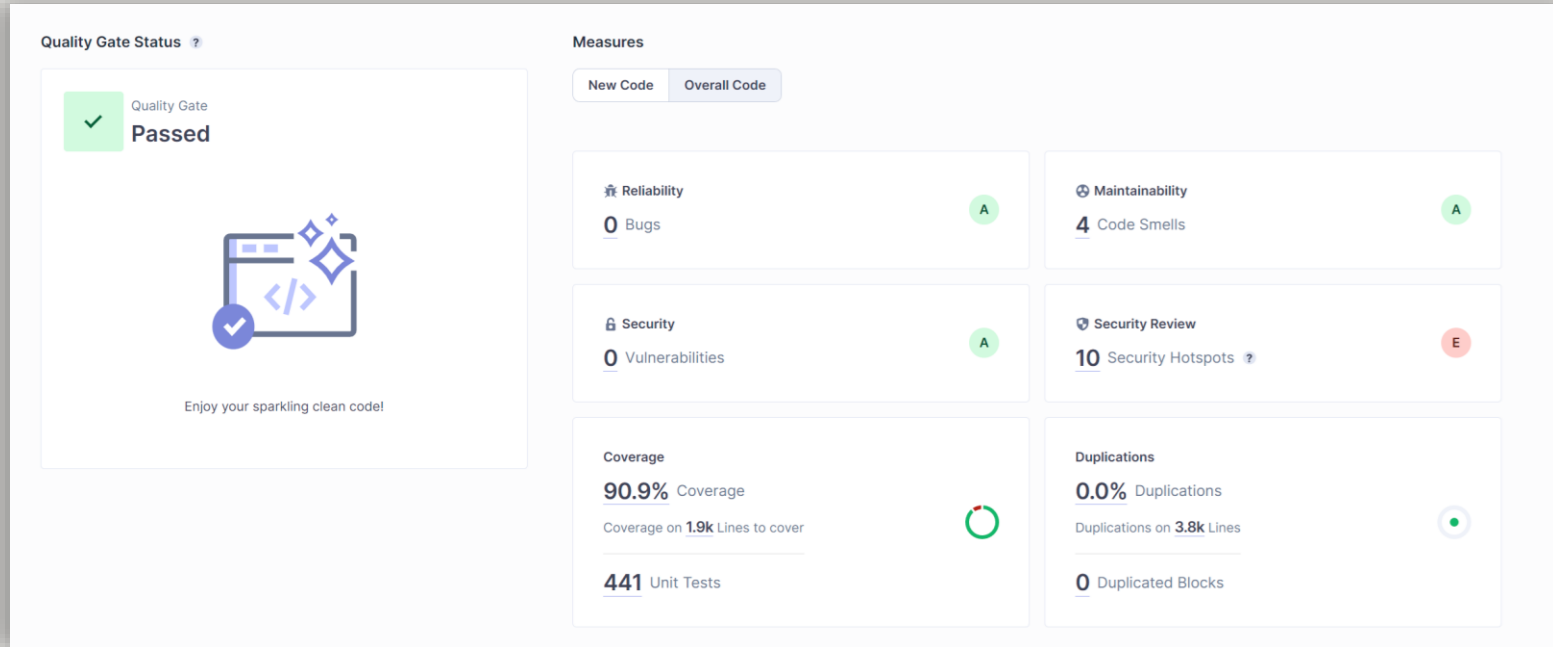 Quality Gate Status ?
Quality Gate
Passed
</>
Enjoy your sparkling clean code!
Measures
New Code Overall Code
Reliability
0 Bugs
A
Maintainability
4 Code Smells
A
Security
0 Vulnerabilities
A
Security Review
10 Security Hotspots ?
E
Coverage
90.9% Coverage
Coverage on 1.9k Lines to cover
441 Unit Tests
Duplications
0.0% Duplications
Duplications on 3.8k Lines
0 Duplicated Blocks